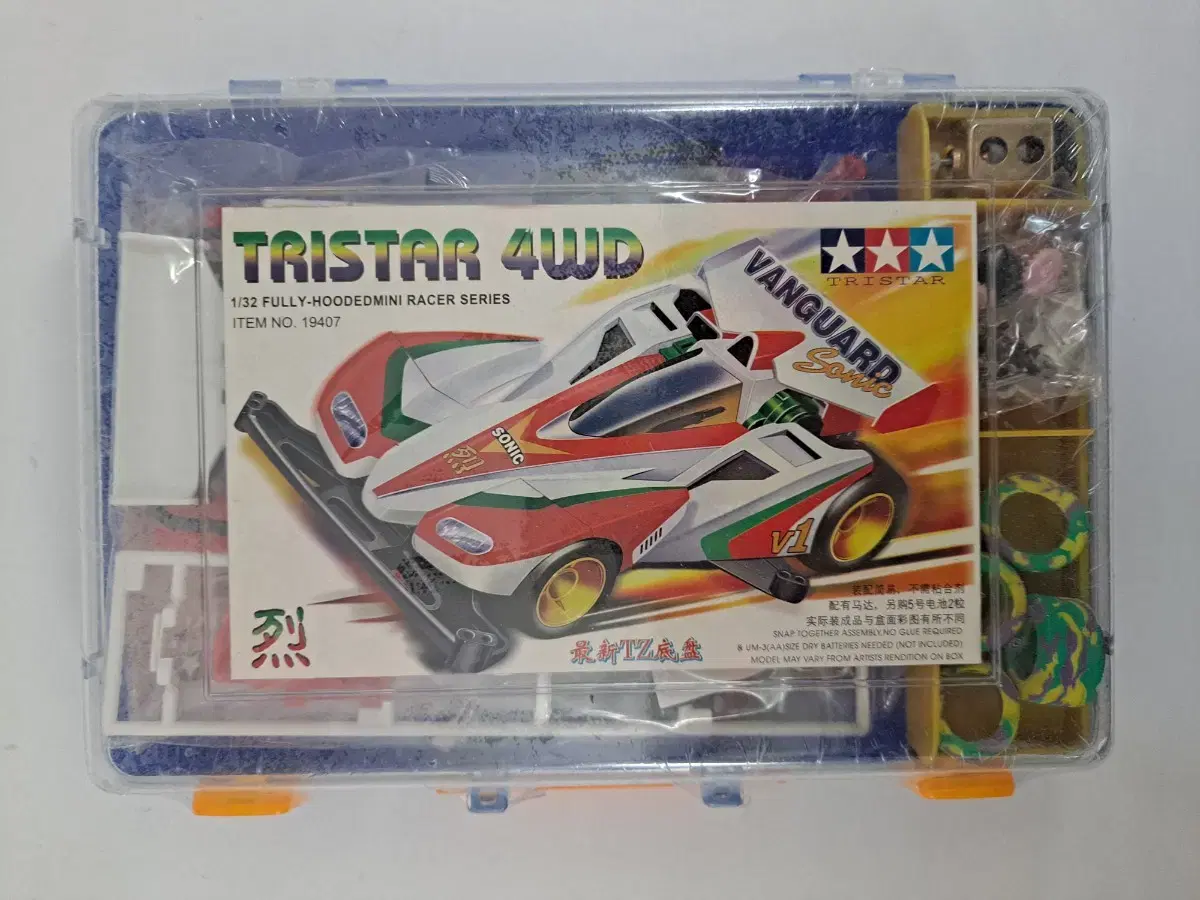 TRISTAR 4WD
1/32 FULLY-HOODEDMINI RACER SERIES
ITEM NO. 19407
TRISTAR
VANGUARD
Sonic
SONIC
烈
v1
烈
最新TZ底盘
装配简易，不需粘合剂
配有马达，另购5号电池2粒
实际装成品与盒面彩图有所不同
SNAP TOGETHER ASSEMBLY,NO GLUE REQUIRED
B UM-3(AA)SIZE DRY BATTERIES NEEDED (NOT INCLUDED)
MODEL MAY VARY FROM ARTISTS RENDITION ON BOX